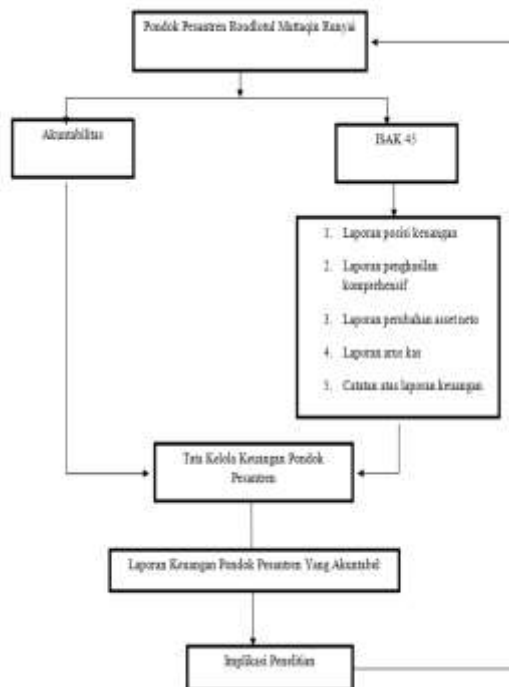 Pondok Pesantren Roudlotul Muttaqin Runyai
Akuntabilitas
ISAK 45
1. Laporan posisi keuangan
2. Laporan penghasilan
komprehensif
3. Laporan perubahan asset neto
4. Laporan arus kas
5. Catatan atas laporan keuangan
Tata Kelola Keuangan Pondok
Pesantren
Laporan Keuangan Pondok Pesantren Yang Akuntabel
Implikasi Penelitian